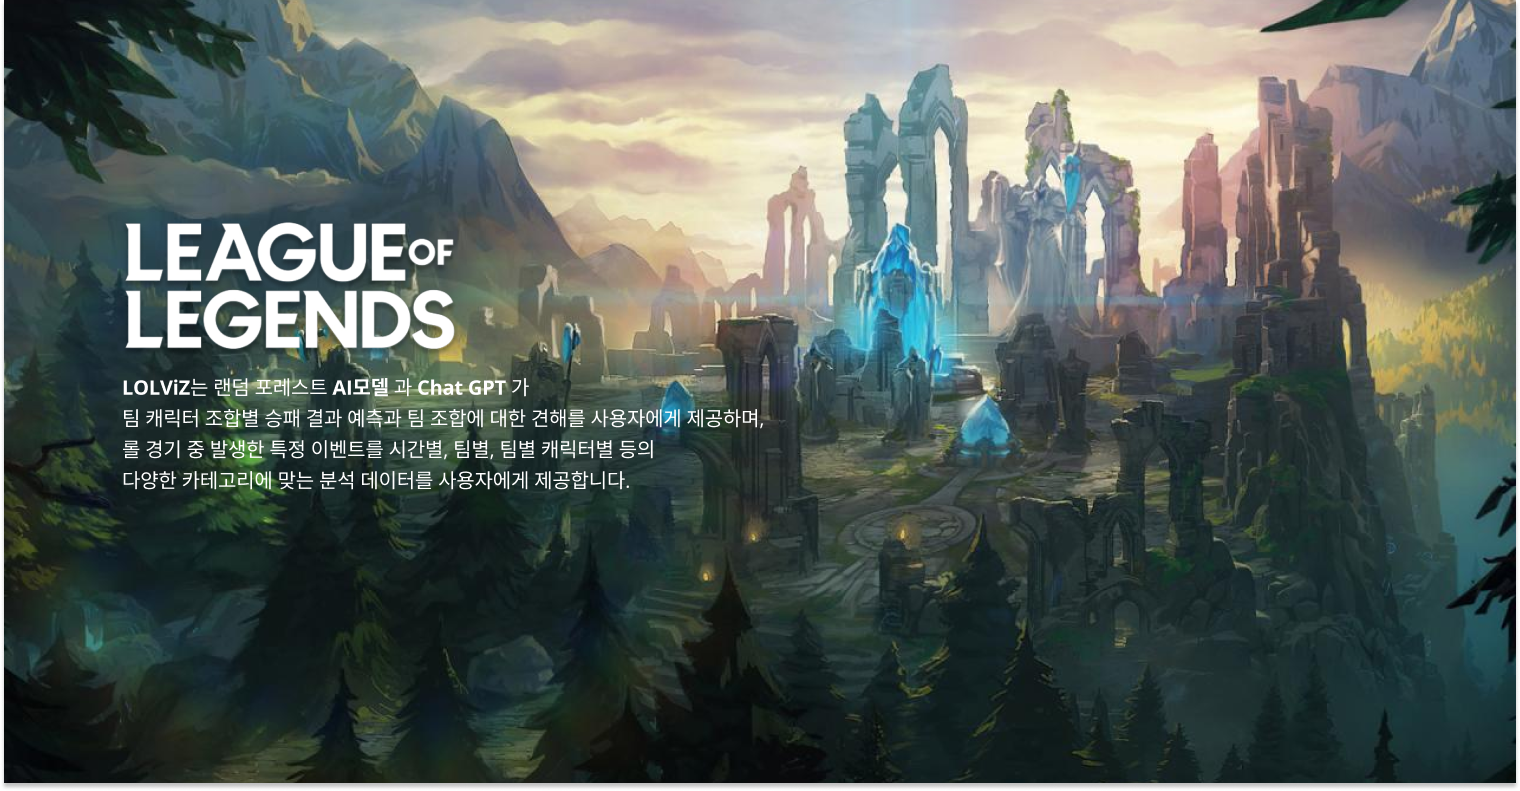 LEAGUE OF
LEGENDS
LOLViZ는 랜덤 포레스트 AI모델 과 Chat GPT 가
팀 캐릭터 조합별 승패 결과 예측과 팀 조합에 대한 견해를 사용자에게 제공하며,
롤 경기 중 발생한 특정 이벤트를 시간별, 팀별, 팀별 캐릭터별 등의
다양한 카테고리에 맞는 분석 데이터를 사용자에게 제공합니다.